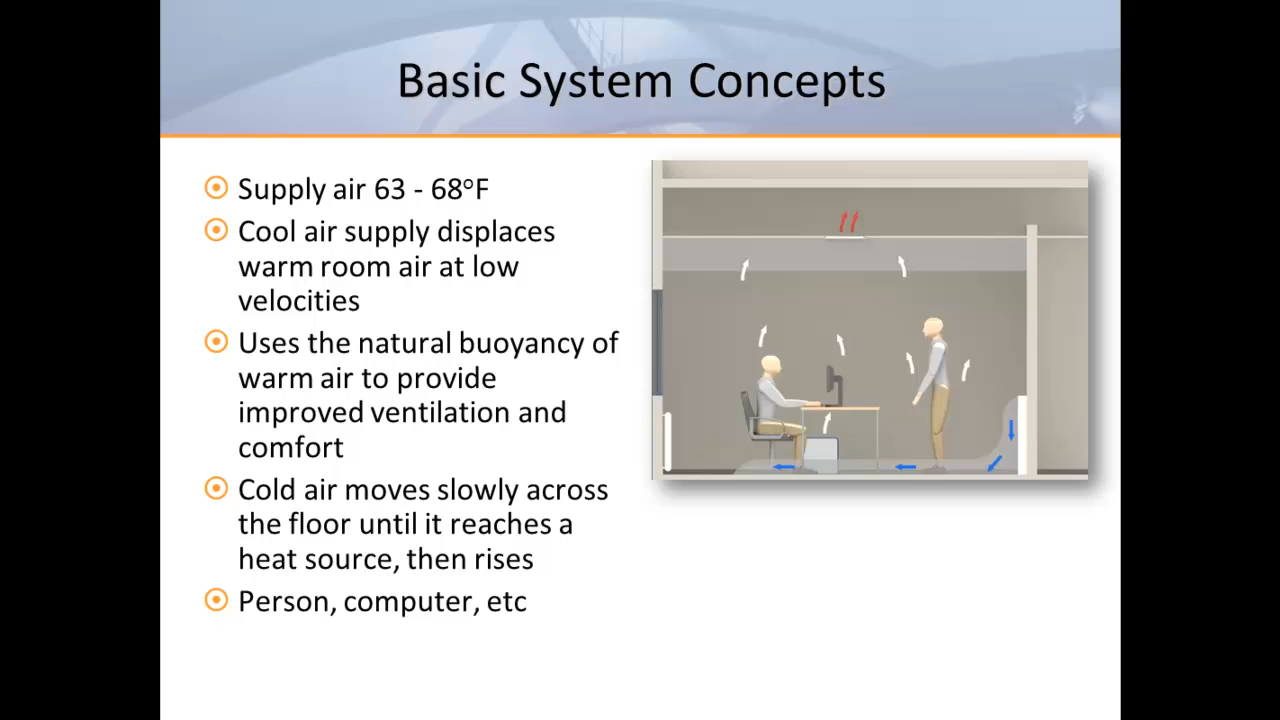 Basic System Concepts
Supply air 63 - 68°F
Cool air supply displaces
warm room air at low
velocities
Uses the natural buoyancy of
warm air to provide
improved ventilation and
comfort
Cold air moves slowly across
the floor until it reaches a
heat source, then rises
Person, computer, etc